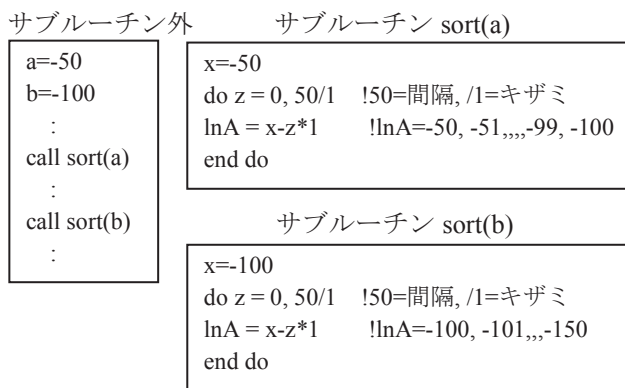 サブルーチン外
a=-50
b=-100
:
call sort(a)
:
call sort(b)
:
サブルーチン sort(a)
x=-50
do z = 0, 50/1 !50=間隔, /1=キザミ
lnA = x-z*1 !lnA=-50, -51,,,,-99, -100
end do
サブルーチン sort(b)
x=-100
do z = 0, 50/1 !50=間隔, /1=キザミ
lnA = x-z*1 !lnA=-100, -101,,,-150
end do